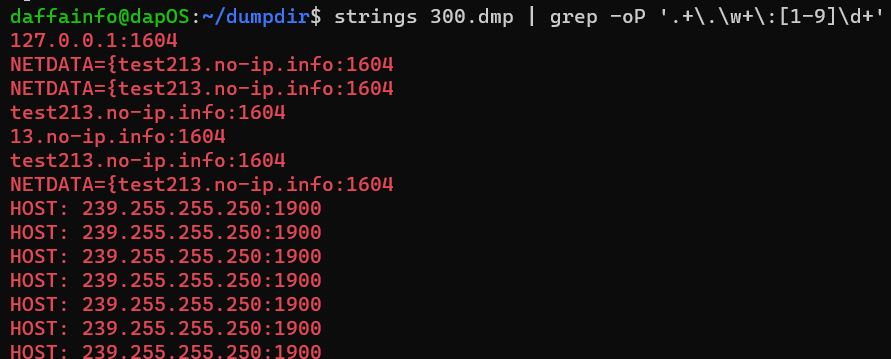 daffainfo@dapOS:~/dumpdir$ strings 300.dmp | grep -oP '.+\.\w+\:[1-9]\d+'
127.0.0.1:1604
NETDATA={test213.no-ip.info:1604
NETDATA={test213.no-ip.info:1604
test213.no-ip.info:1604
13.no-ip.info:1604
test213.no-ip.info:1604
NETDATA={test213.no-ip.info:1604
HOST: 239.255.255.250:1900
HOST: 239.255.255.250:1900
HOST: 239.255.255.250:1900
HOST: 239.255.255.250:1900
HOST: 239.255.255.250:1900
HOST: 239.255.255.250:1900
HOST: 239.255.255.250:1900